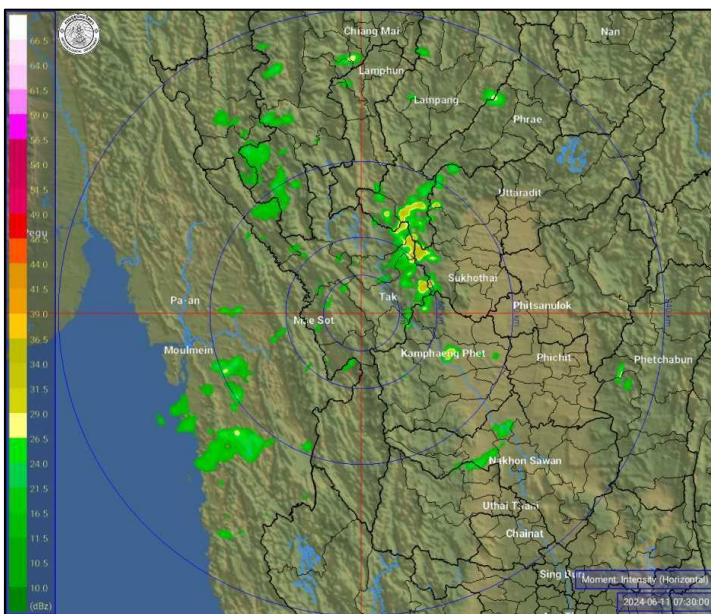 66.5
64.0
61.5
59.0
56.5
54.0
51.5
49.0
46.5
44.0
41.5
39.0
36.5
34.0
31.5
29.0
26.5
24.0
21.5
16.5
11.5
10.5
10.0
(dBz)
Chiang Mai
Nan
Lamphun
Lampang
Phrae
Uttaradit
Sukhothai
Tak
Pa-an
Phitsanulok
Mae Sot
Moulmein
Kamphaeng Phet
Phichit
Phetchabun
Nakhon Sawan
Uthai Thani
Chainat
Sing Buri
Moment: Intensity (Horizontal)
2024-06-11 07:30:00